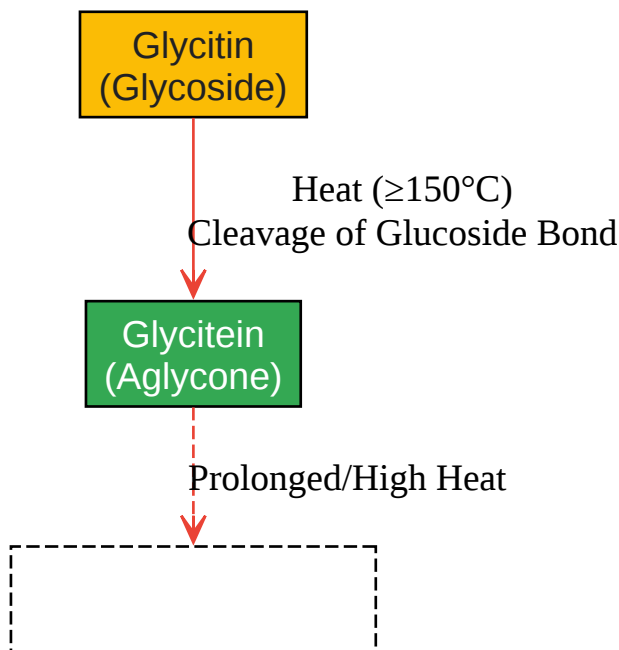 Glycitin
(Glycoside)
Heat (≥150°C)
Cleavage of Glucoside Bond
Glycitein
(Aglycone)
Prolonged/High Heat